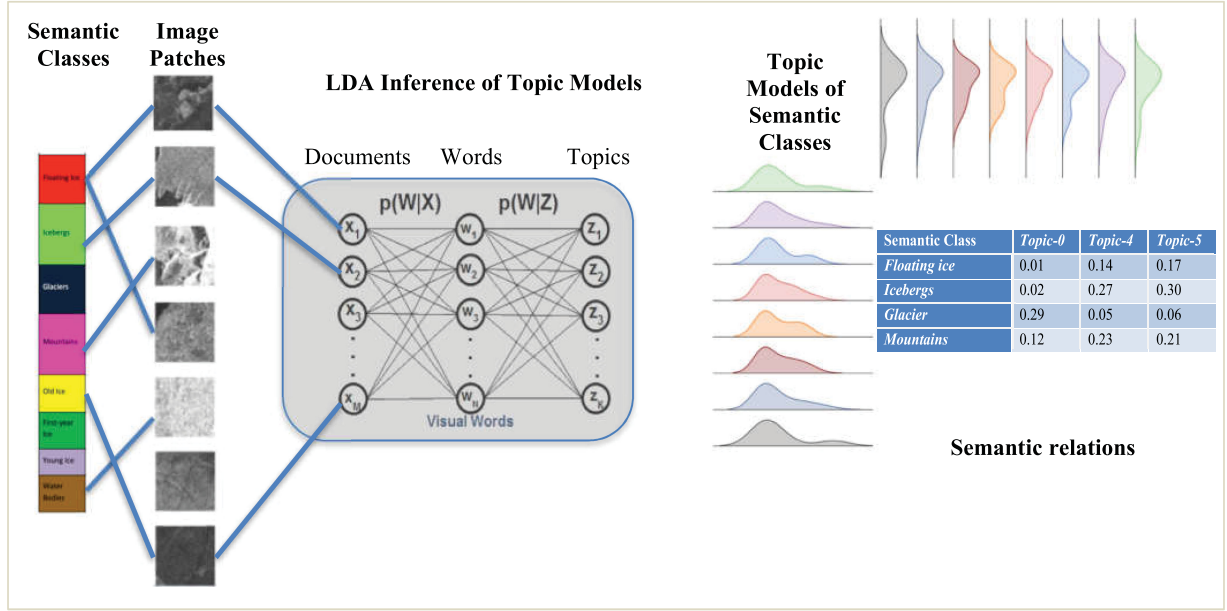 Semantic
Classes
Image
Patches
LDA Inference of Topic Models
Topic
Models of
Semantic
Classes
Floating Ice
Icebergs
Glaciers
Mountains
Old Ice
First-year
Ice
Young Ice
Water
Bodies
Documents Words Topics
p(W|X) p(W|Z)
X1 W1 Z1
X2 W2 Z2
X3 W3 Z3
XM WN ZK
Visual Words
Semantic Class Topic-0 Topic-4 Topic-5
Floating ice 0.01 0.14 0.17
Icebergs 0.02 0.27 0.30
Glacier 0.29 0.05 0.06
Mountains 0.12 0.23 0.21
Semantic relations